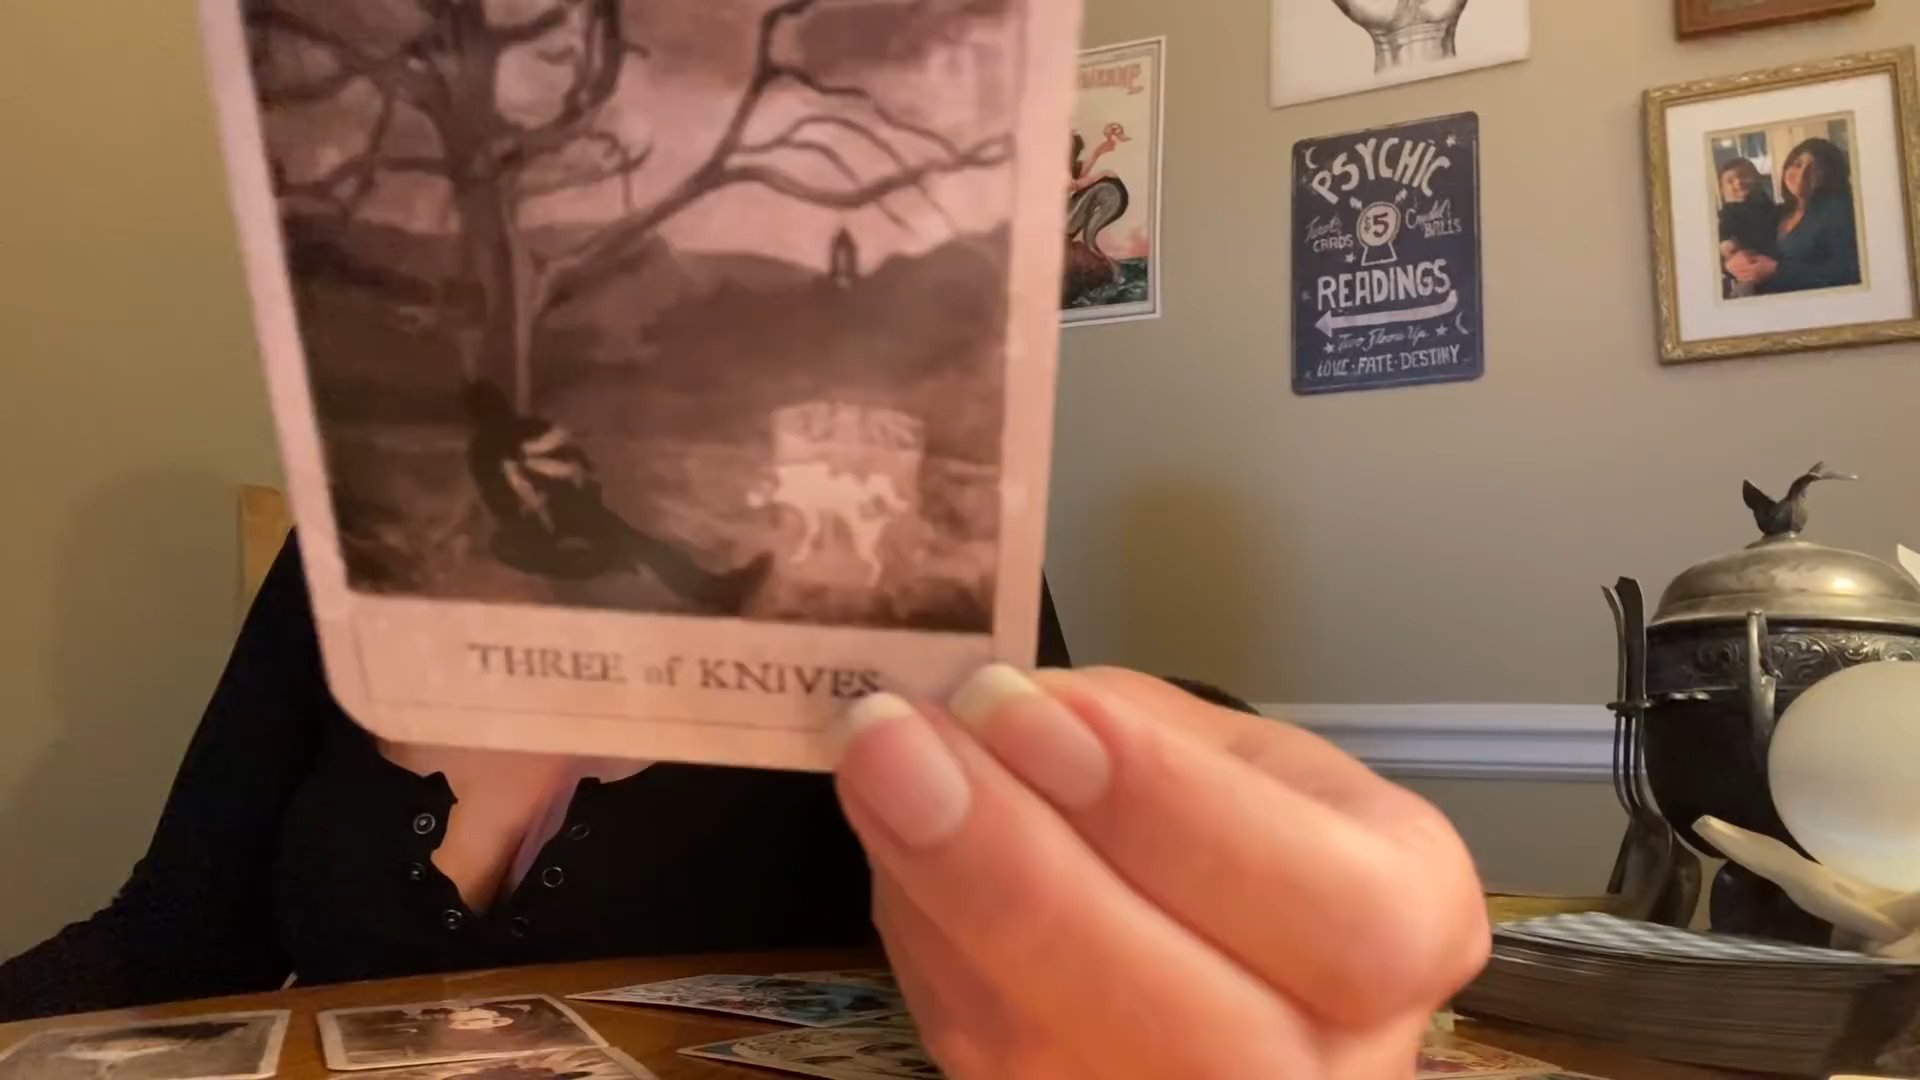 THREE of KNIVES
PSYCHIC
Tarot CARDS
$5
Crystal BALLS
READINGS
Two Floors Up
LOVE·FATE·DESTINY